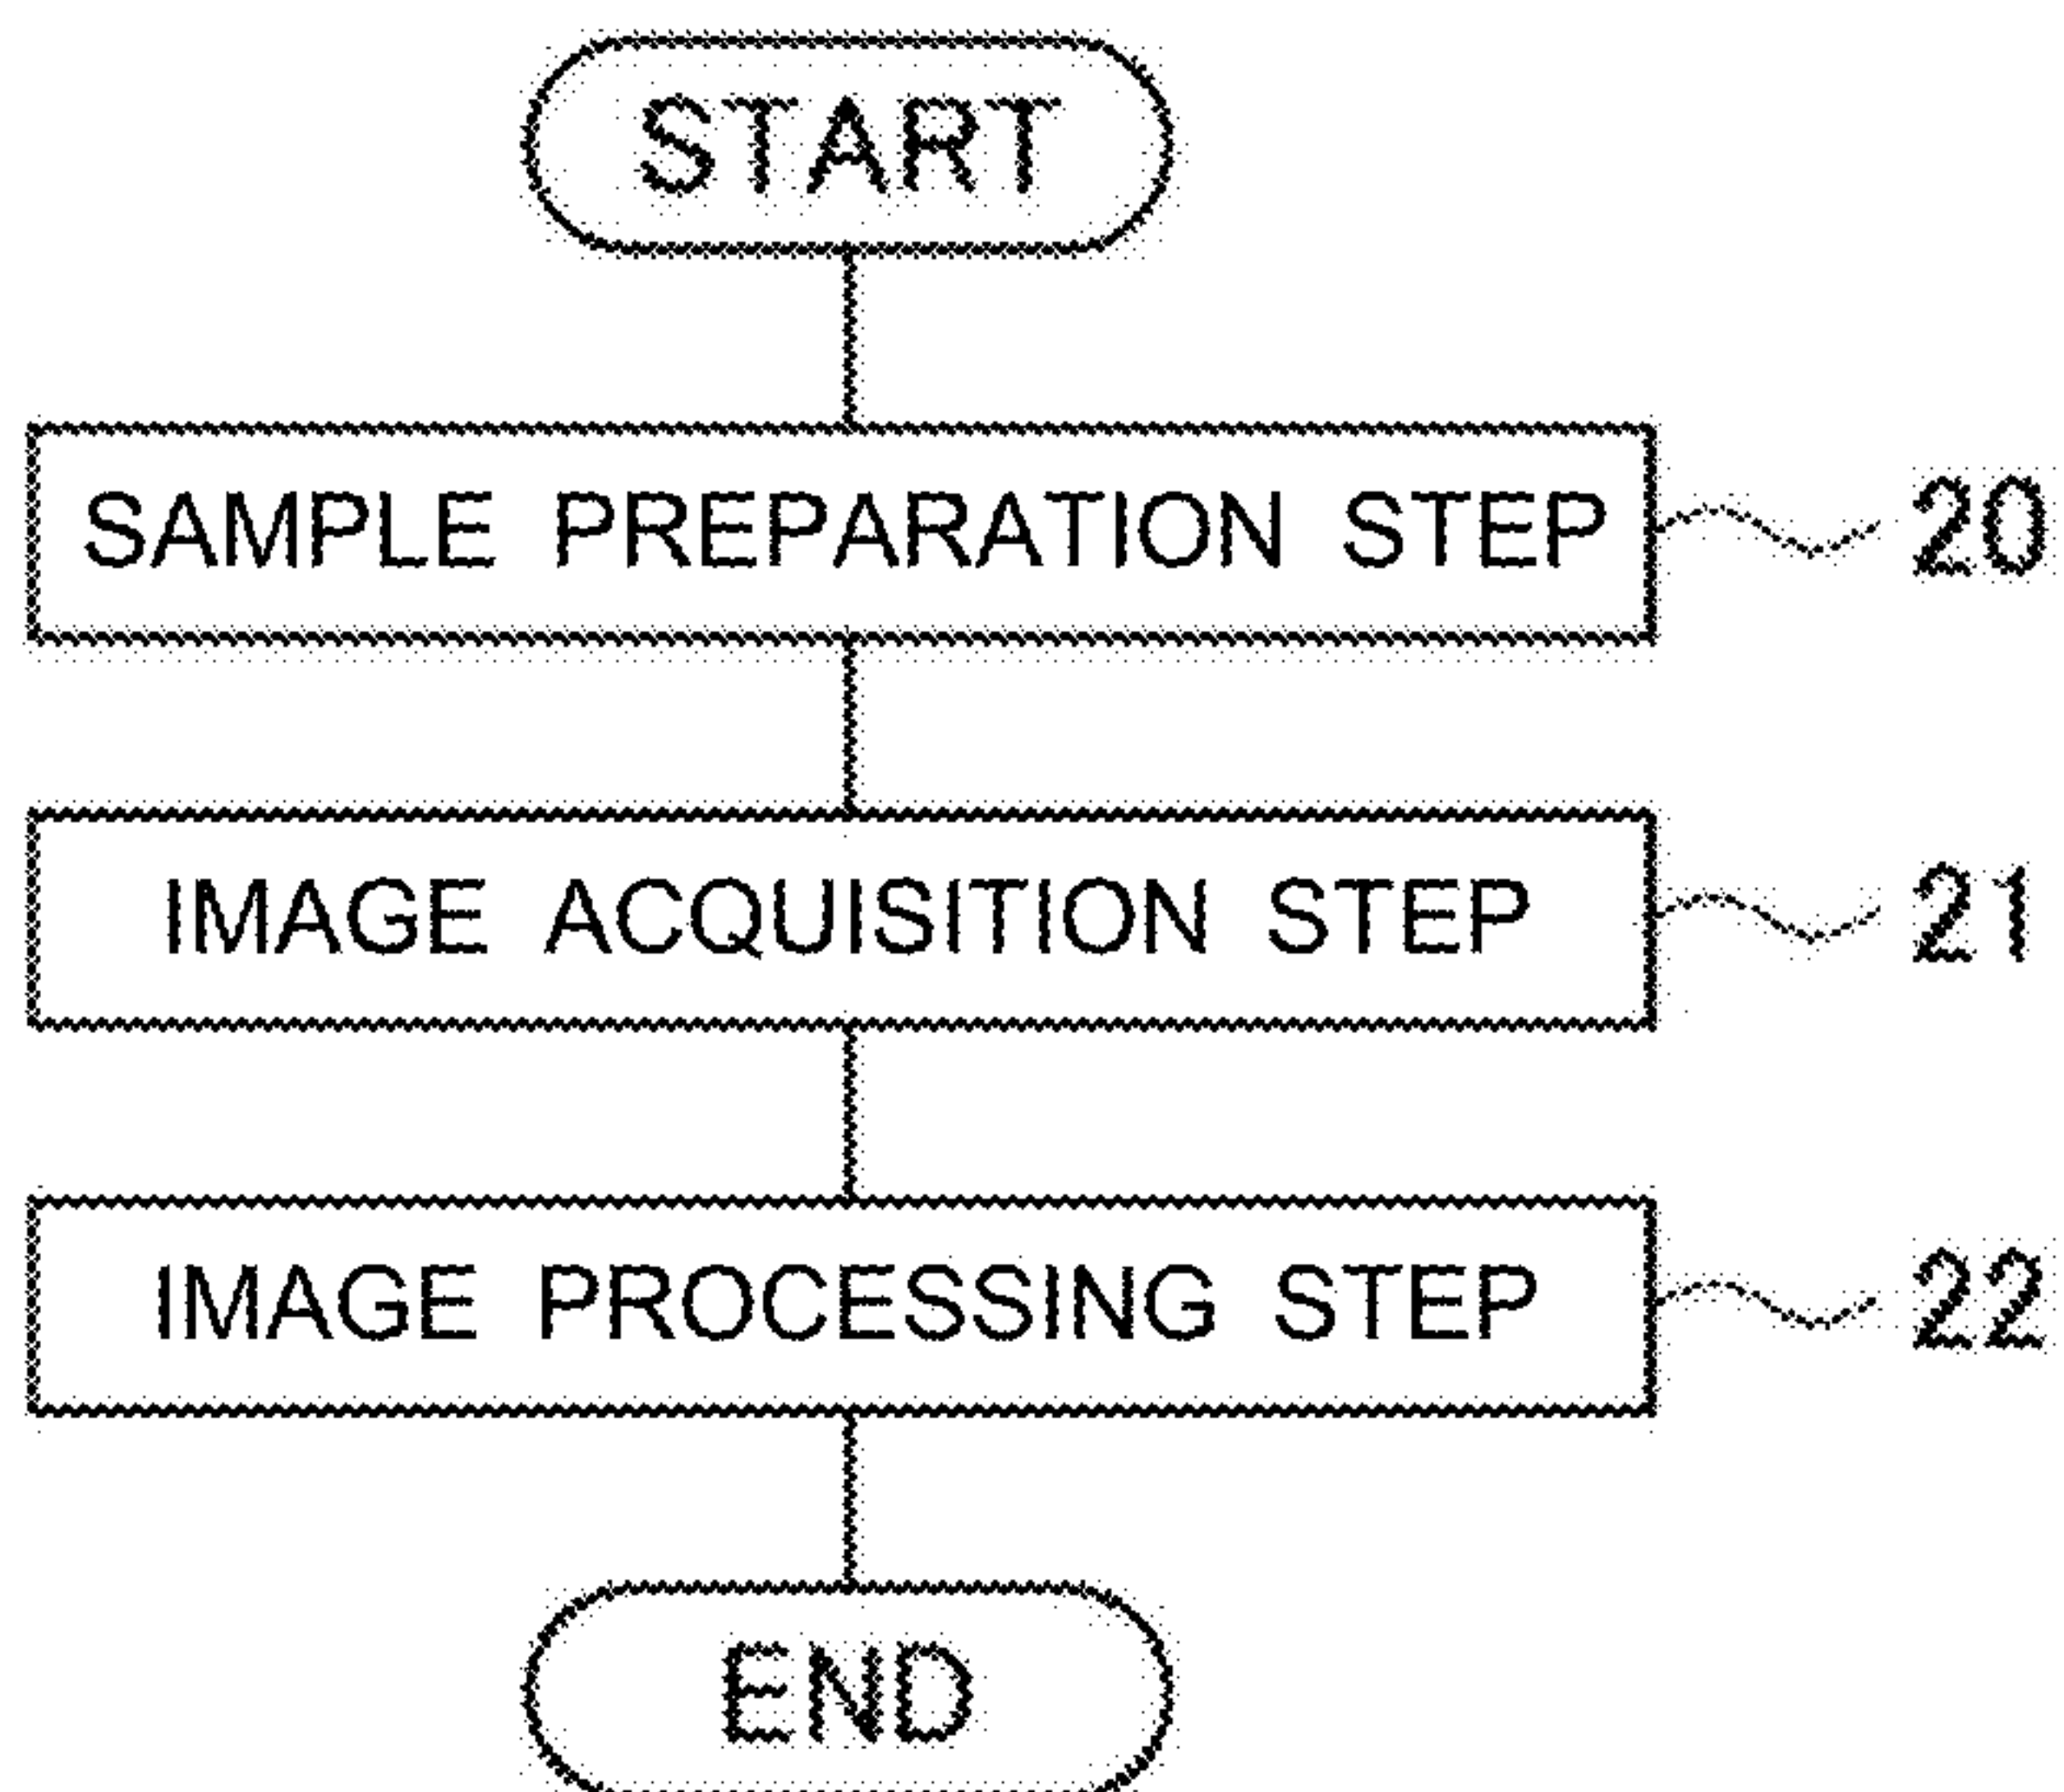 START
SAMPLE PREPARATION STEP 20
IMAGE ACQUISITION STEP 21
IMAGE PROCESSING STEP 22
END